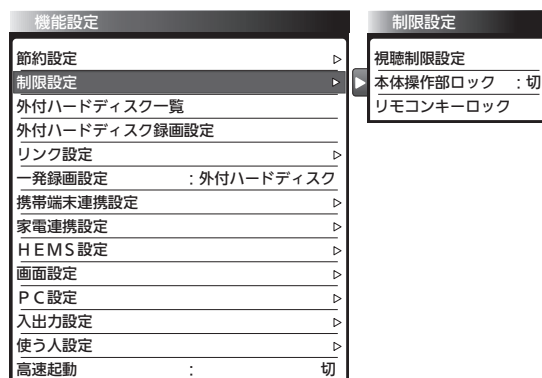 機能設定
節約設定
制限設定
外付ハードディスク一覧
外付ハードディスク録画設定
リンク設定
一発録画設定 :外付ハードディスク
携帯端末連携設定
家電連携設定
HEMS設定
画面設定
PC設定
入出力設定
使う人設定
高速起動 : 切
制限設定
視聴制限設定
本体操作部ロック :切
リモコンキーロック